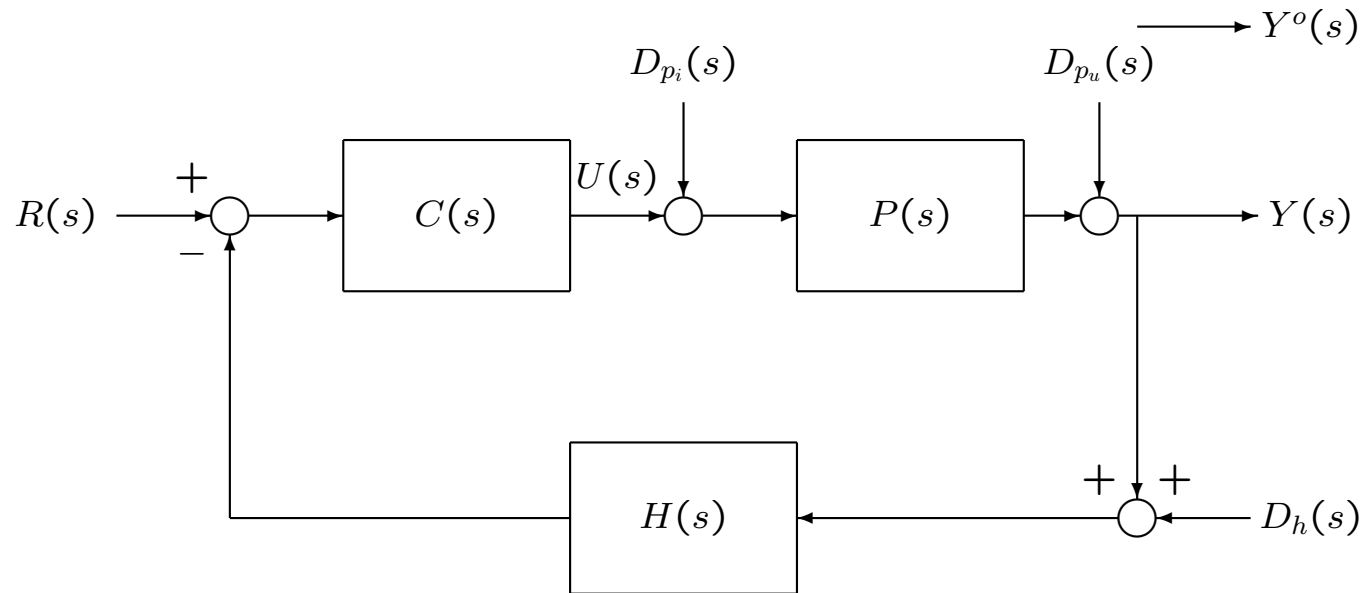 Y^o(s)
D_{p_i}(s) D_{p_u}(s)
+ U(s)
R(s) C(s) P(s) Y(s)
−
+ +
H(s) D_h(s)